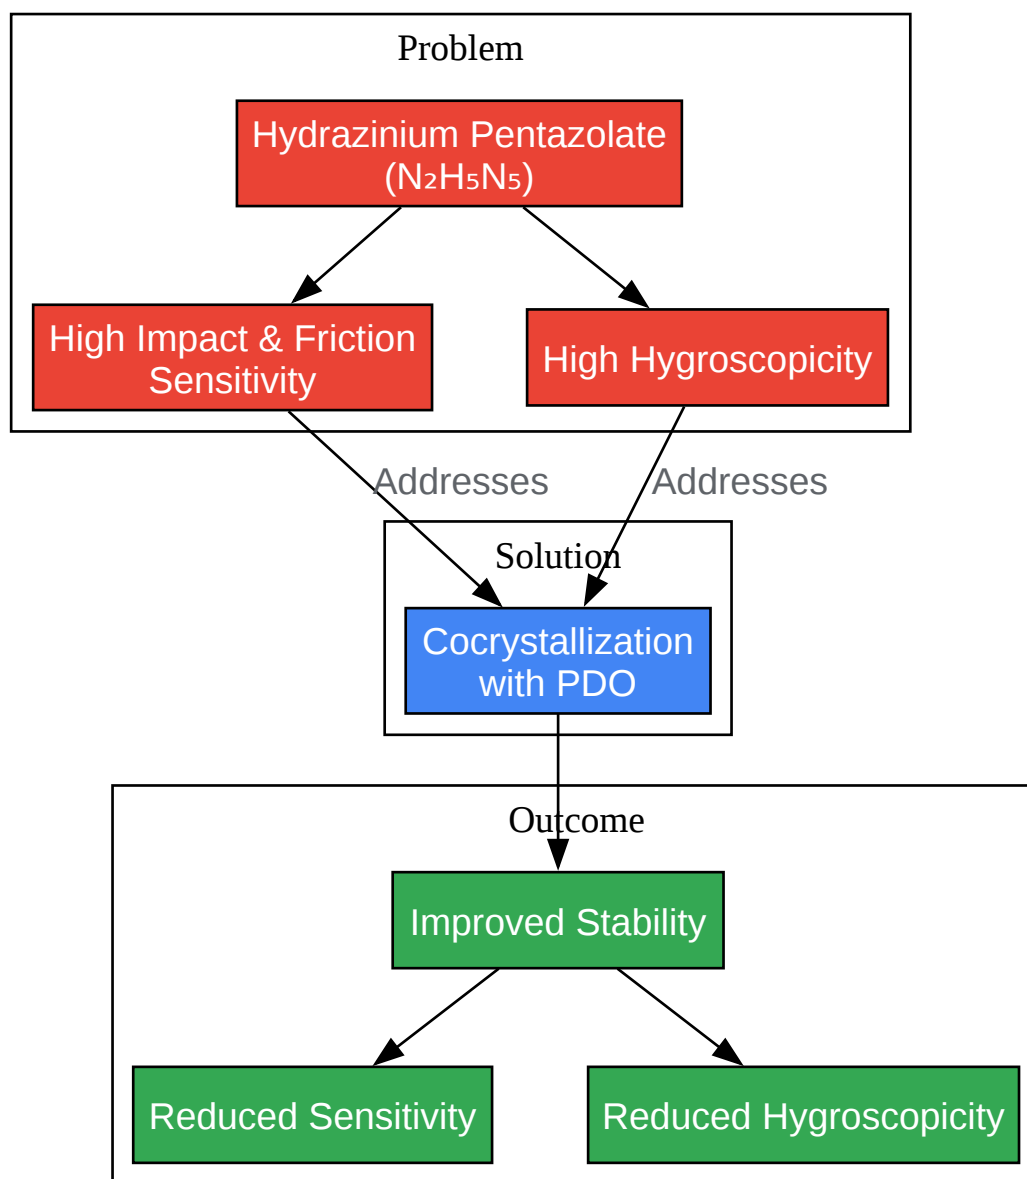 Problem
Hydrazinium Pentazolate
(N₂H₅N₅)
High Impact & Friction
Sensitivity
High Hygroscopicity
Addresses
Addresses
Solution
Cocrystallization
with PDO
Outcome
Improved Stability
Reduced Sensitivity
Reduced Hygroscopicity